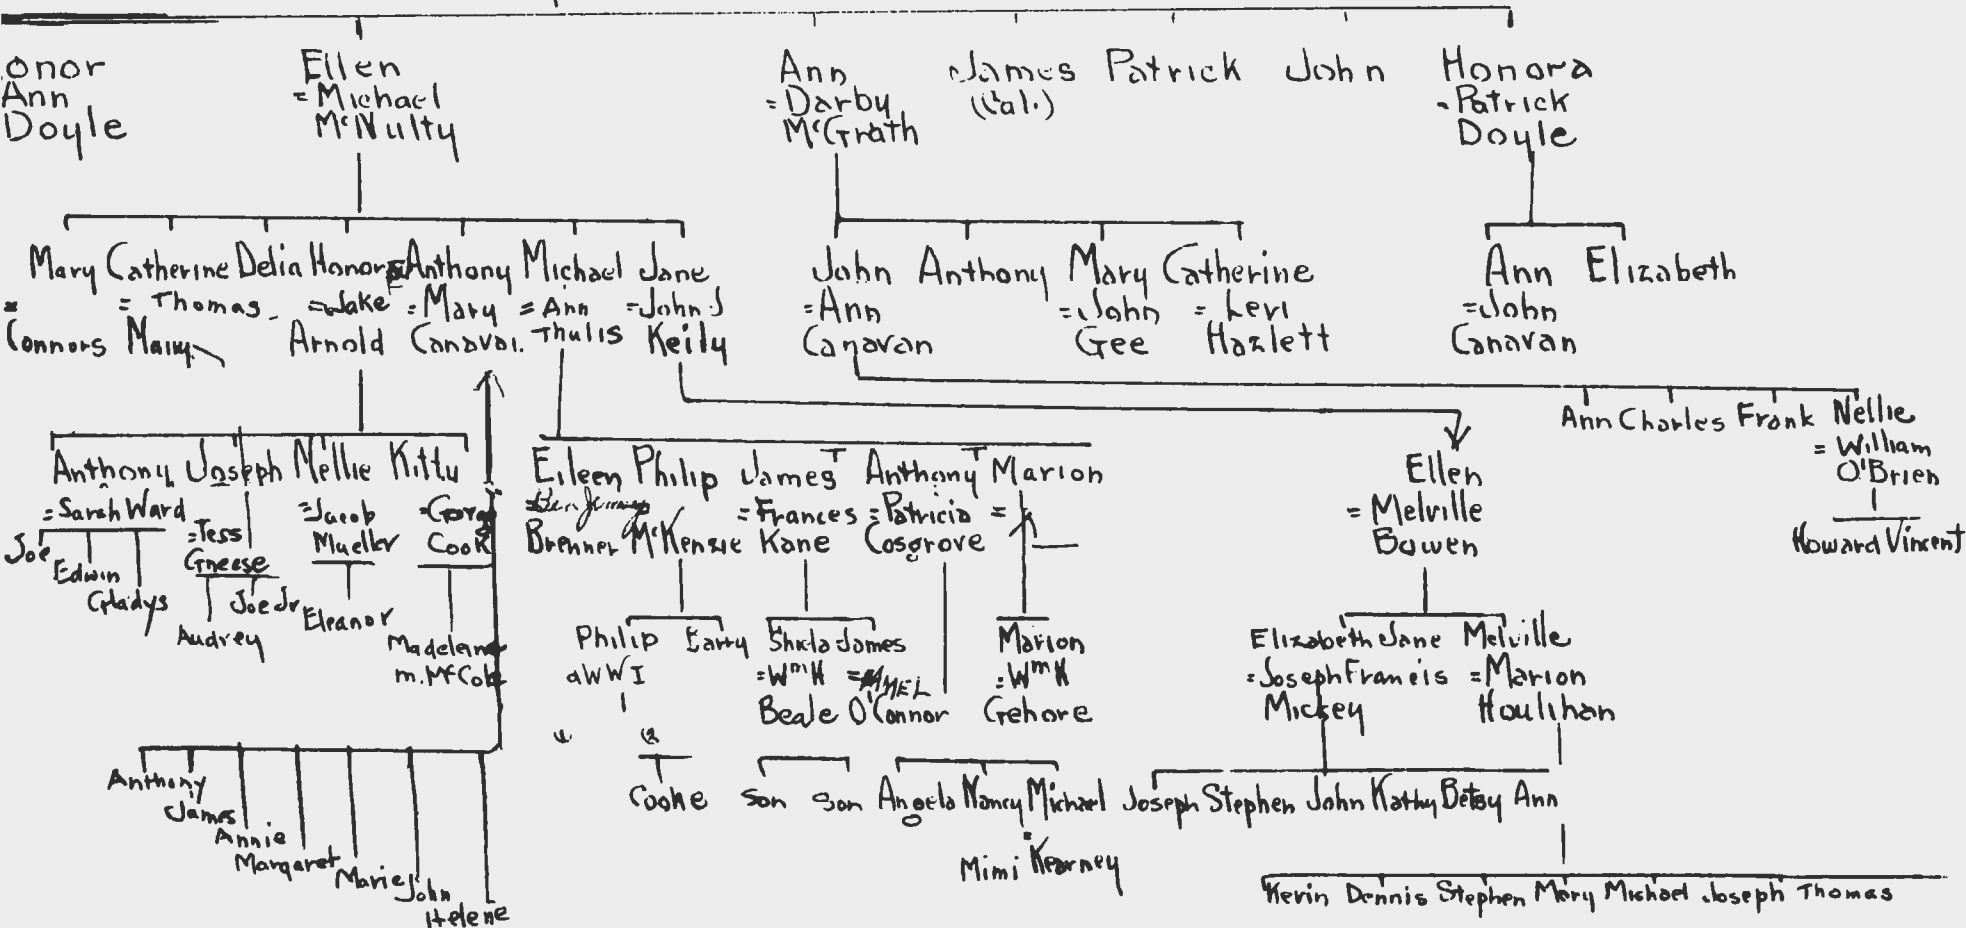 onor Ellen Ann James Patrick John Honora
Ann = Michael = Darby (Cal.) = Patrick
Doyle McNulty McGrath Doyle
Mary Catherine Delia Honora Anthony Michael Jane John Anthony Mary Catherine Ann Elizabeth
= = Thomas = Jake = Mary = Ann = John J = Ann = John = Levi = John
Connors Arnold Canavan Thulis Keily Canavan Gee Hazlett Canavan
Ann Charles Frank Nellie
= William
O'Brien
Howard Vincent
Anthony Joseph Nellie Kitty Eileen Philip James T Anthony T Marion Ellen
= Sarah Ward = Tess = Jacob = George = = Frances = Patricia = = Melville
Greese Mueller Cook Brenner McKensie Kane Cosgrove Bowen
Joe Edwin Gladys Audrey Joe Jr Eleanor Madeleine
m. McCole
Philip Barry Shiela James Marion Elizabeth Jane Melville
= Wm H = = Wm H = Joseph Francis = Marion
Beale O'Connor Gehore Mickey Houlihan
Cooke son son Angela Nancy Michael Joseph Stephen John Kathy Betsy Ann
= Mimi Kearney
Anthony
James
Annie
Margaret
Marie
John
Helene
Kevin Dennis Stephen Mary Michael Joseph Thomas